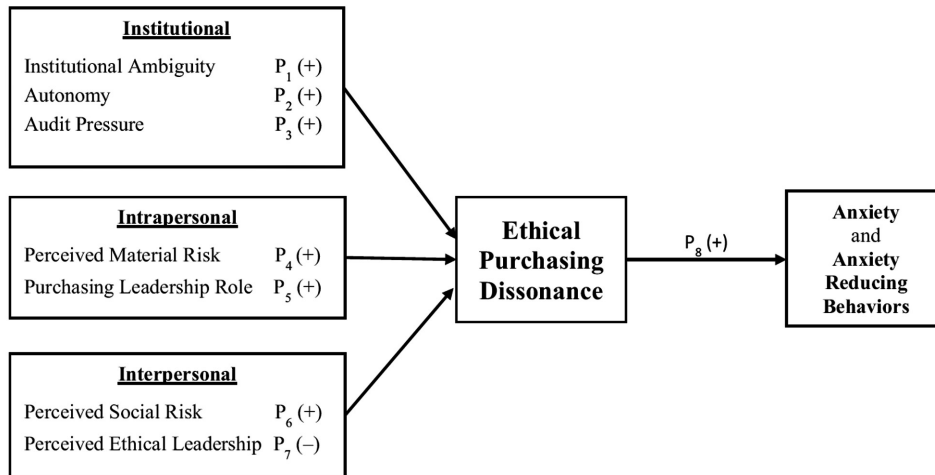 Institutional
Institutional Ambiguity P₁ (+)
Autonomy P₂ (+)
Audit Pressure P₃ (+)
Intrapersonal
Perceived Material Risk P₄ (+)
Purchasing Leadership Role P₅ (+)
Interpersonal
Perceived Social Risk P₆ (+)
Perceived Ethical Leadership P₇ (–)
Ethical
Purchasing
Dissonance
P₈ (+)
Anxiety
and
Anxiety
Reducing
Behaviors